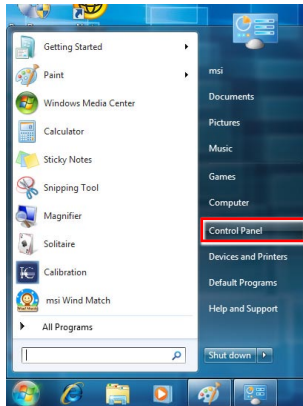 Getting Started
Paint
Windows Media Center
Calculator
Sticky Notes
Snipping Tool
Magnifier
Solitaire
Calibration
msi Wind Match
All Programs
msi
Documents
Pictures
Music
Games
Computer
Control Panel
Devices and Printers
Default Programs
Help and Support
Shut down